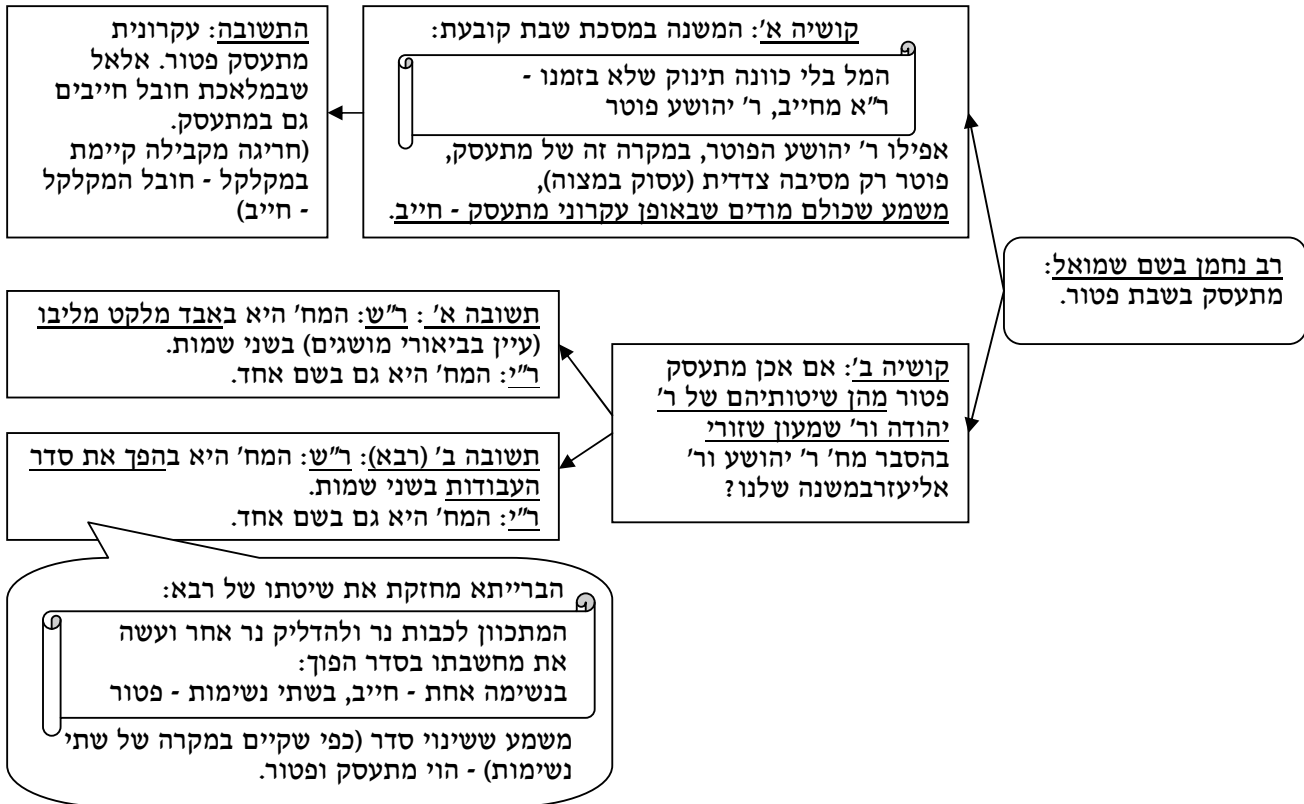 רב נחמן בשם שמואל:
מתעסק בשבת פטור.
קושיה א': המשנה במסכת שבת קובעת:
המל בלי כוונה תינוק שלא בזמנו -
ר"א מחייב, ר' יהושע פוטר
אפילו ר' יהושע הפוטר, במקרה זה של מתעסק,
פוטר רק מסיבה צדדית (עסוק במצוה),
משמע שכולם מודים שבאופן עקרוני מתעסק - חייב.
התשובה: עקרונית
מתעסק פטור. אלאל
שבמלאכת חובל חייבים
גם במתעסק.
(חריגה מקבילה קיימת
במקלקל - חובל המקלקל
- חייב)
קושיה ב': אם אכן מתעסק
פטור מהן שיטותיהם של ר'
יהודה ור' שמעון שזורי
בהסבר מח' ר' יהושע ור'
אליעזרבמשנה שלנו?
תשובה א' : ר"ש: המח' היא באבד מלקט מליבו
(עיין בביאורי מושגים) בשני שמות.
ר"י: המח' היא גם בשם אחד.
תשובה ב' (רבא): ר"ש: המח' היא בהפך את סדר
העבודות בשני שמות.
ר"י: המח' היא גם בשם אחד.
הברייתא מחזקת את שיטתו של רבא:
המתכוון לכבות נר ולהדליק נר אחר ועשה
את מחשבתו בסדר הפוך:
בנשימה אחת - חייב, בשתי נשימות - פטור
משמע ששינוי סדר (כפי שקיים במקרה של שתי
נשימות) - הוי מתעסק ופטור.